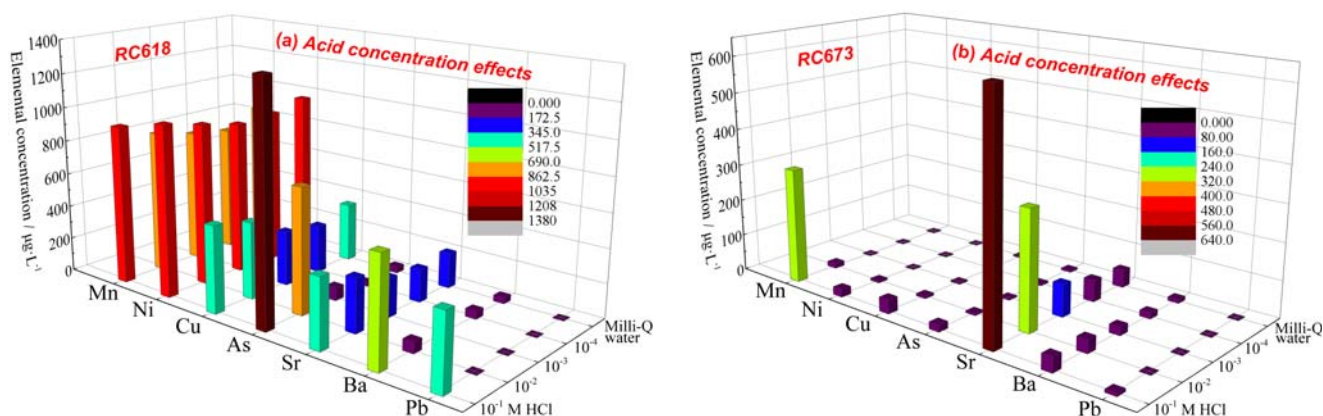 RC618
(a) Acid concentration effects
Elemental concentration / μg·L⁻¹
1400
1200
1000
800
600
400
200
0
0.000
172.5
345.0
517.5
690.0
862.5
1035
1208
1380
Mn
Ni
Cu
As
Sr
Ba
Pb
Milli-Q
water
10⁻⁴
10⁻³
10⁻²
10⁻¹ M HCl
RC673
(b) Acid concentration effects
Elemental concentration / μg·L⁻¹
600
500
400
300
200
100
0
0.000
80.00
160.0
240.0
320.0
400.0
480.0
560.0
640.0
Mn
Ni
Cu
As
Sr
Ba
Pb
Milli-Q
water
10⁻⁴
10⁻³
10⁻²
10⁻¹ M HCl